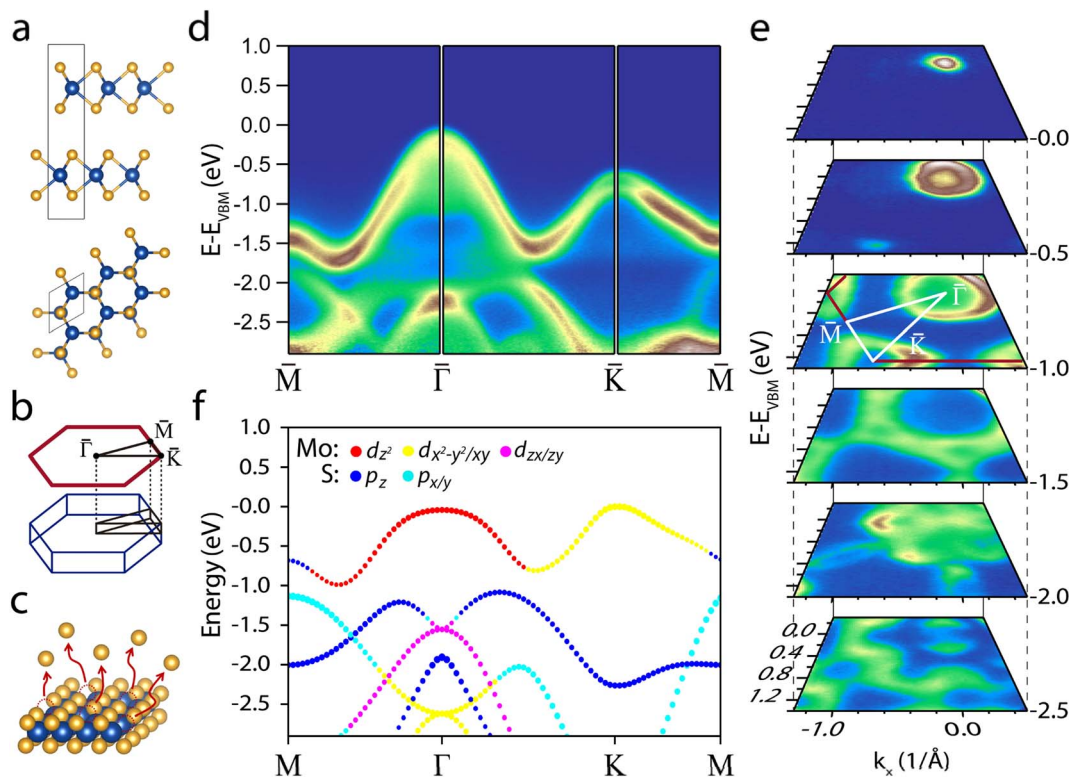 a
b
Γ̄
M̄
K̄
c
d
1.0
0.5
0.0
-0.5
-1.0
-1.5
-2.0
-2.5
E-E_VBM (eV)
M̄ Γ̄ K̄ M̄
f
Mo: d_z² d_x²-y²/xy d_zx/zy
S: p_z p_x/y
1.0
0.5
-0.0
-0.5
-1.0
-1.5
-2.0
-2.5
Energy (eV)
M Γ K M
e
-0.0
-0.5
Γ̄
M̄
K̄
-1.0
-1.5
-2.0
-2.5
E-E_VBM (eV)
0.0
0.4
0.8
1.2
-1.0 0.0
k_x (1/Å)